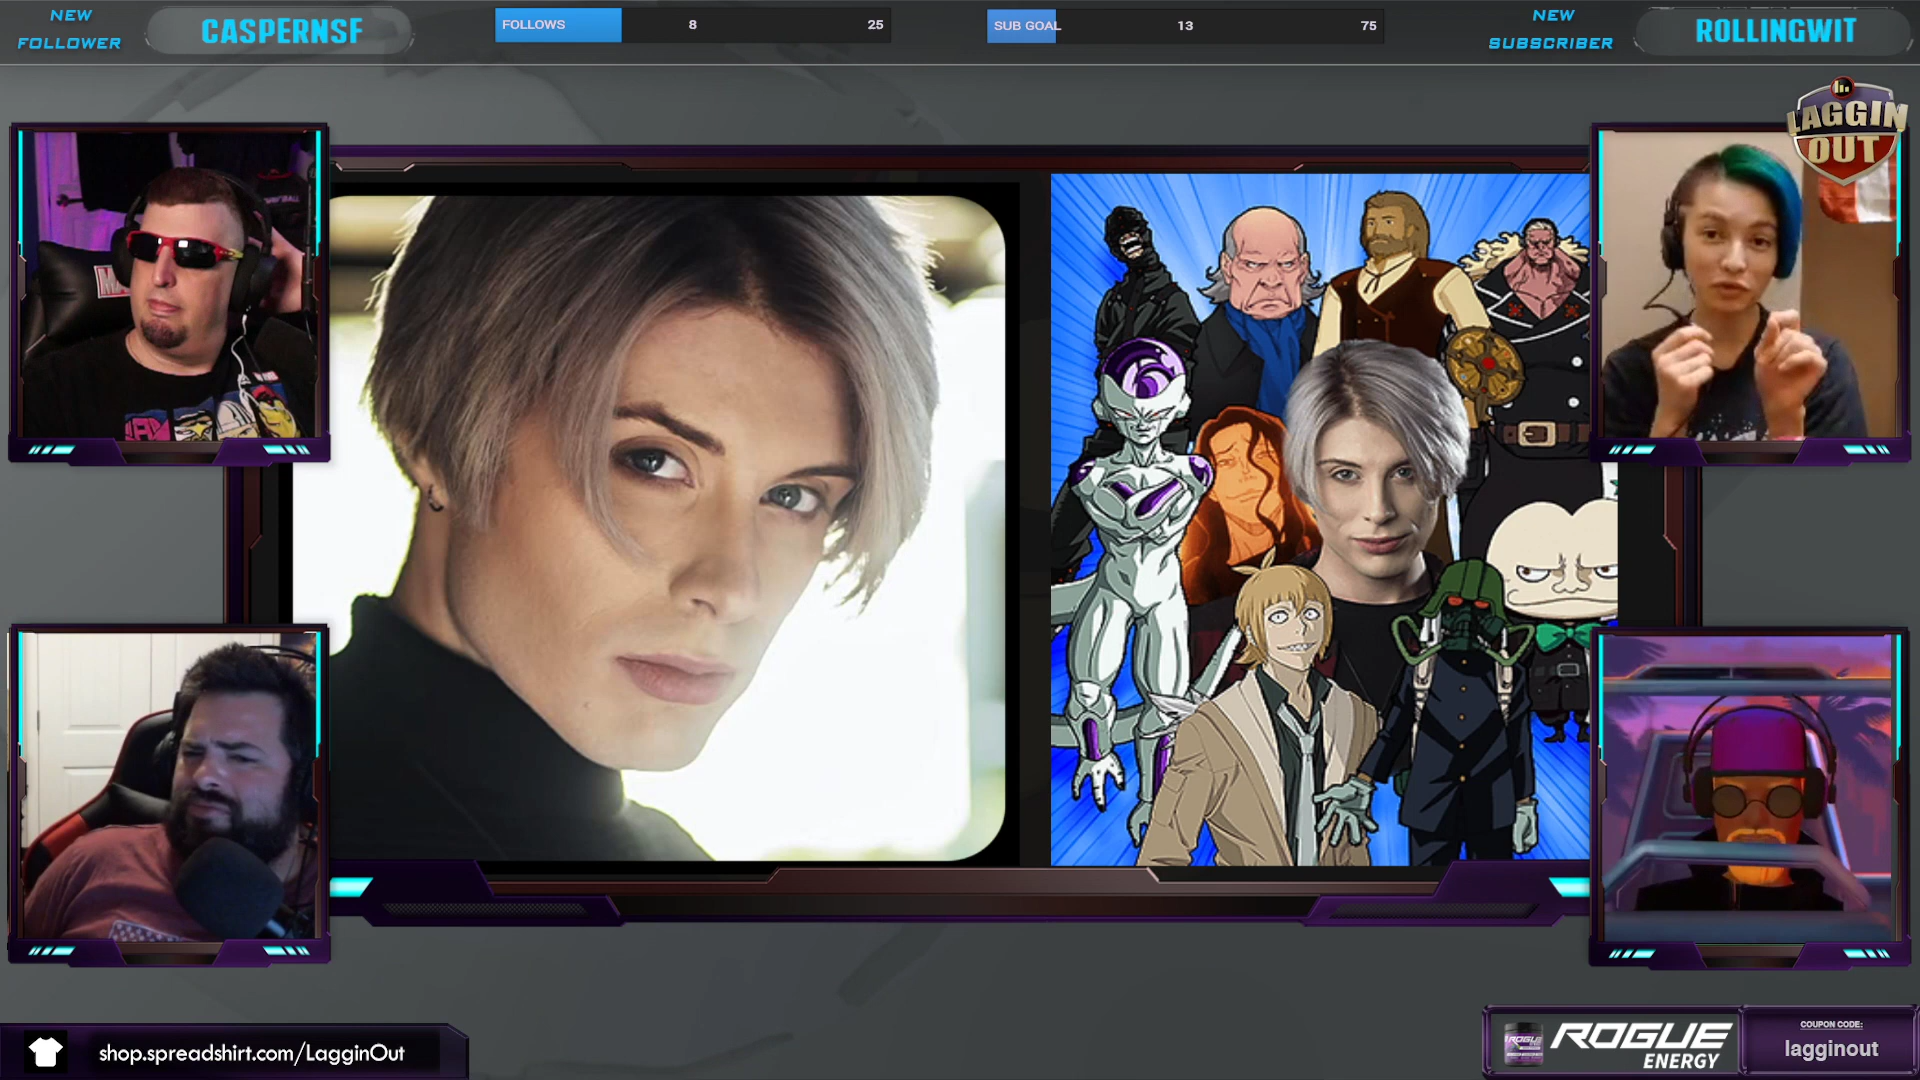 NEW
FOLLOWER
CASPERNSF
FOLLOWS 8 25
SUB GOAL 13 75
NEW
SUBSCRIBER
ROLLINGWIT
LAGGIN
OUT
shop.spreadshirt.com/LagginOut
ROGUE
ENERGY
COUPON CODE:
lagginout